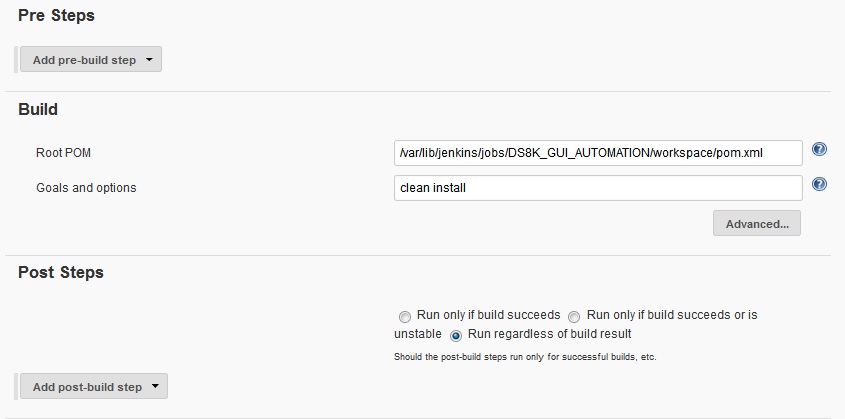 Pre Steps
Add pre-build step
Build
Root POM
/var/lib/jenkins/jobs/DS8K_GUI_AUTOMATION/workspace/pom.xml
Goals and options
clean install
Advanced...
Post Steps
Run only if build succeeds Run only if build succeeds or is
unstable Run regardless of build result
Should the post-build steps run only for successful builds, etc.
Add post-build step